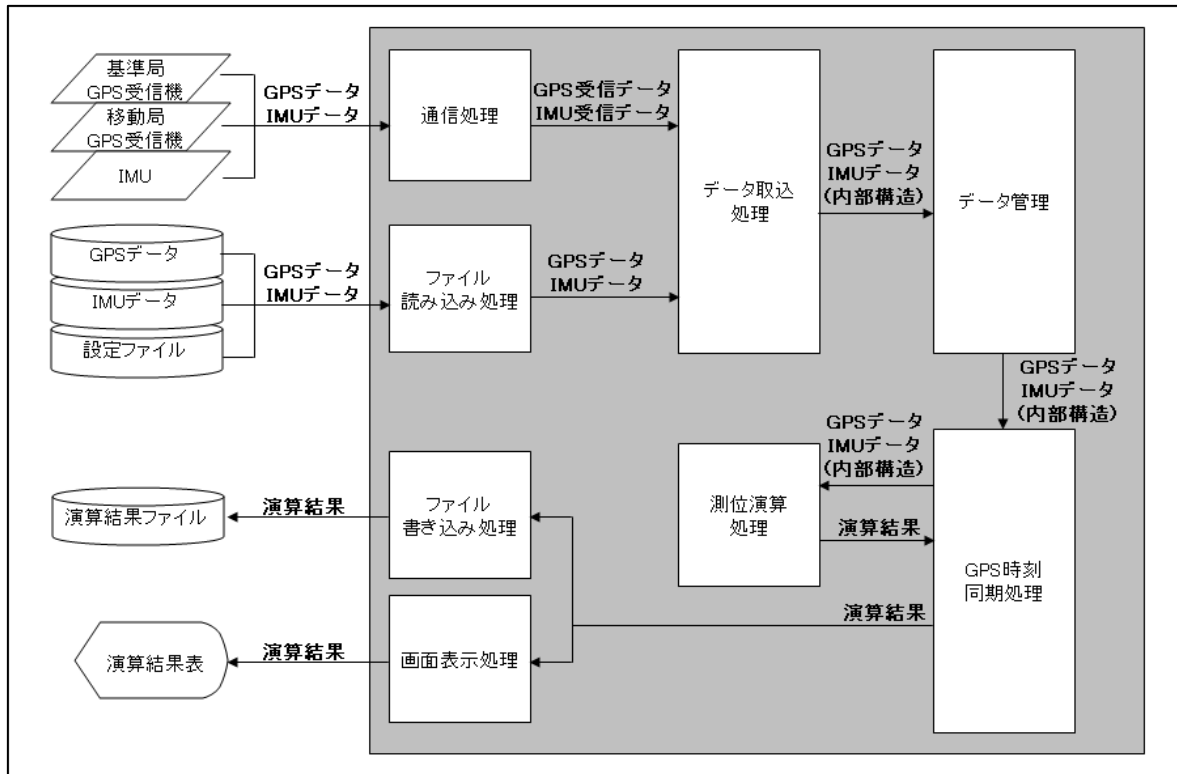 基準局
GPS受信機
移動局
GPS受信機
IMU
GPSデータ
IMUデータ
通信処理
GPS受信データ
IMU受信データ
データ取込
処理
GPSデータ
IMUデータ
(内部構造)
データ管理
GPSデータ
IMUデータ
設定ファイル
GPSデータ
IMUデータ
ファイル
読み込み処理
GPSデータ
IMUデータ
GPSデータ
IMUデータ
(内部構造)
GPSデータ
IMUデータ
(内部構造)
演算結果ファイル
演算結果
ファイル
書き込み処理
測位演算
処理
演算結果
GPS時刻
同期処理
演算結果
演算結果表
演算結果
画面表示処理